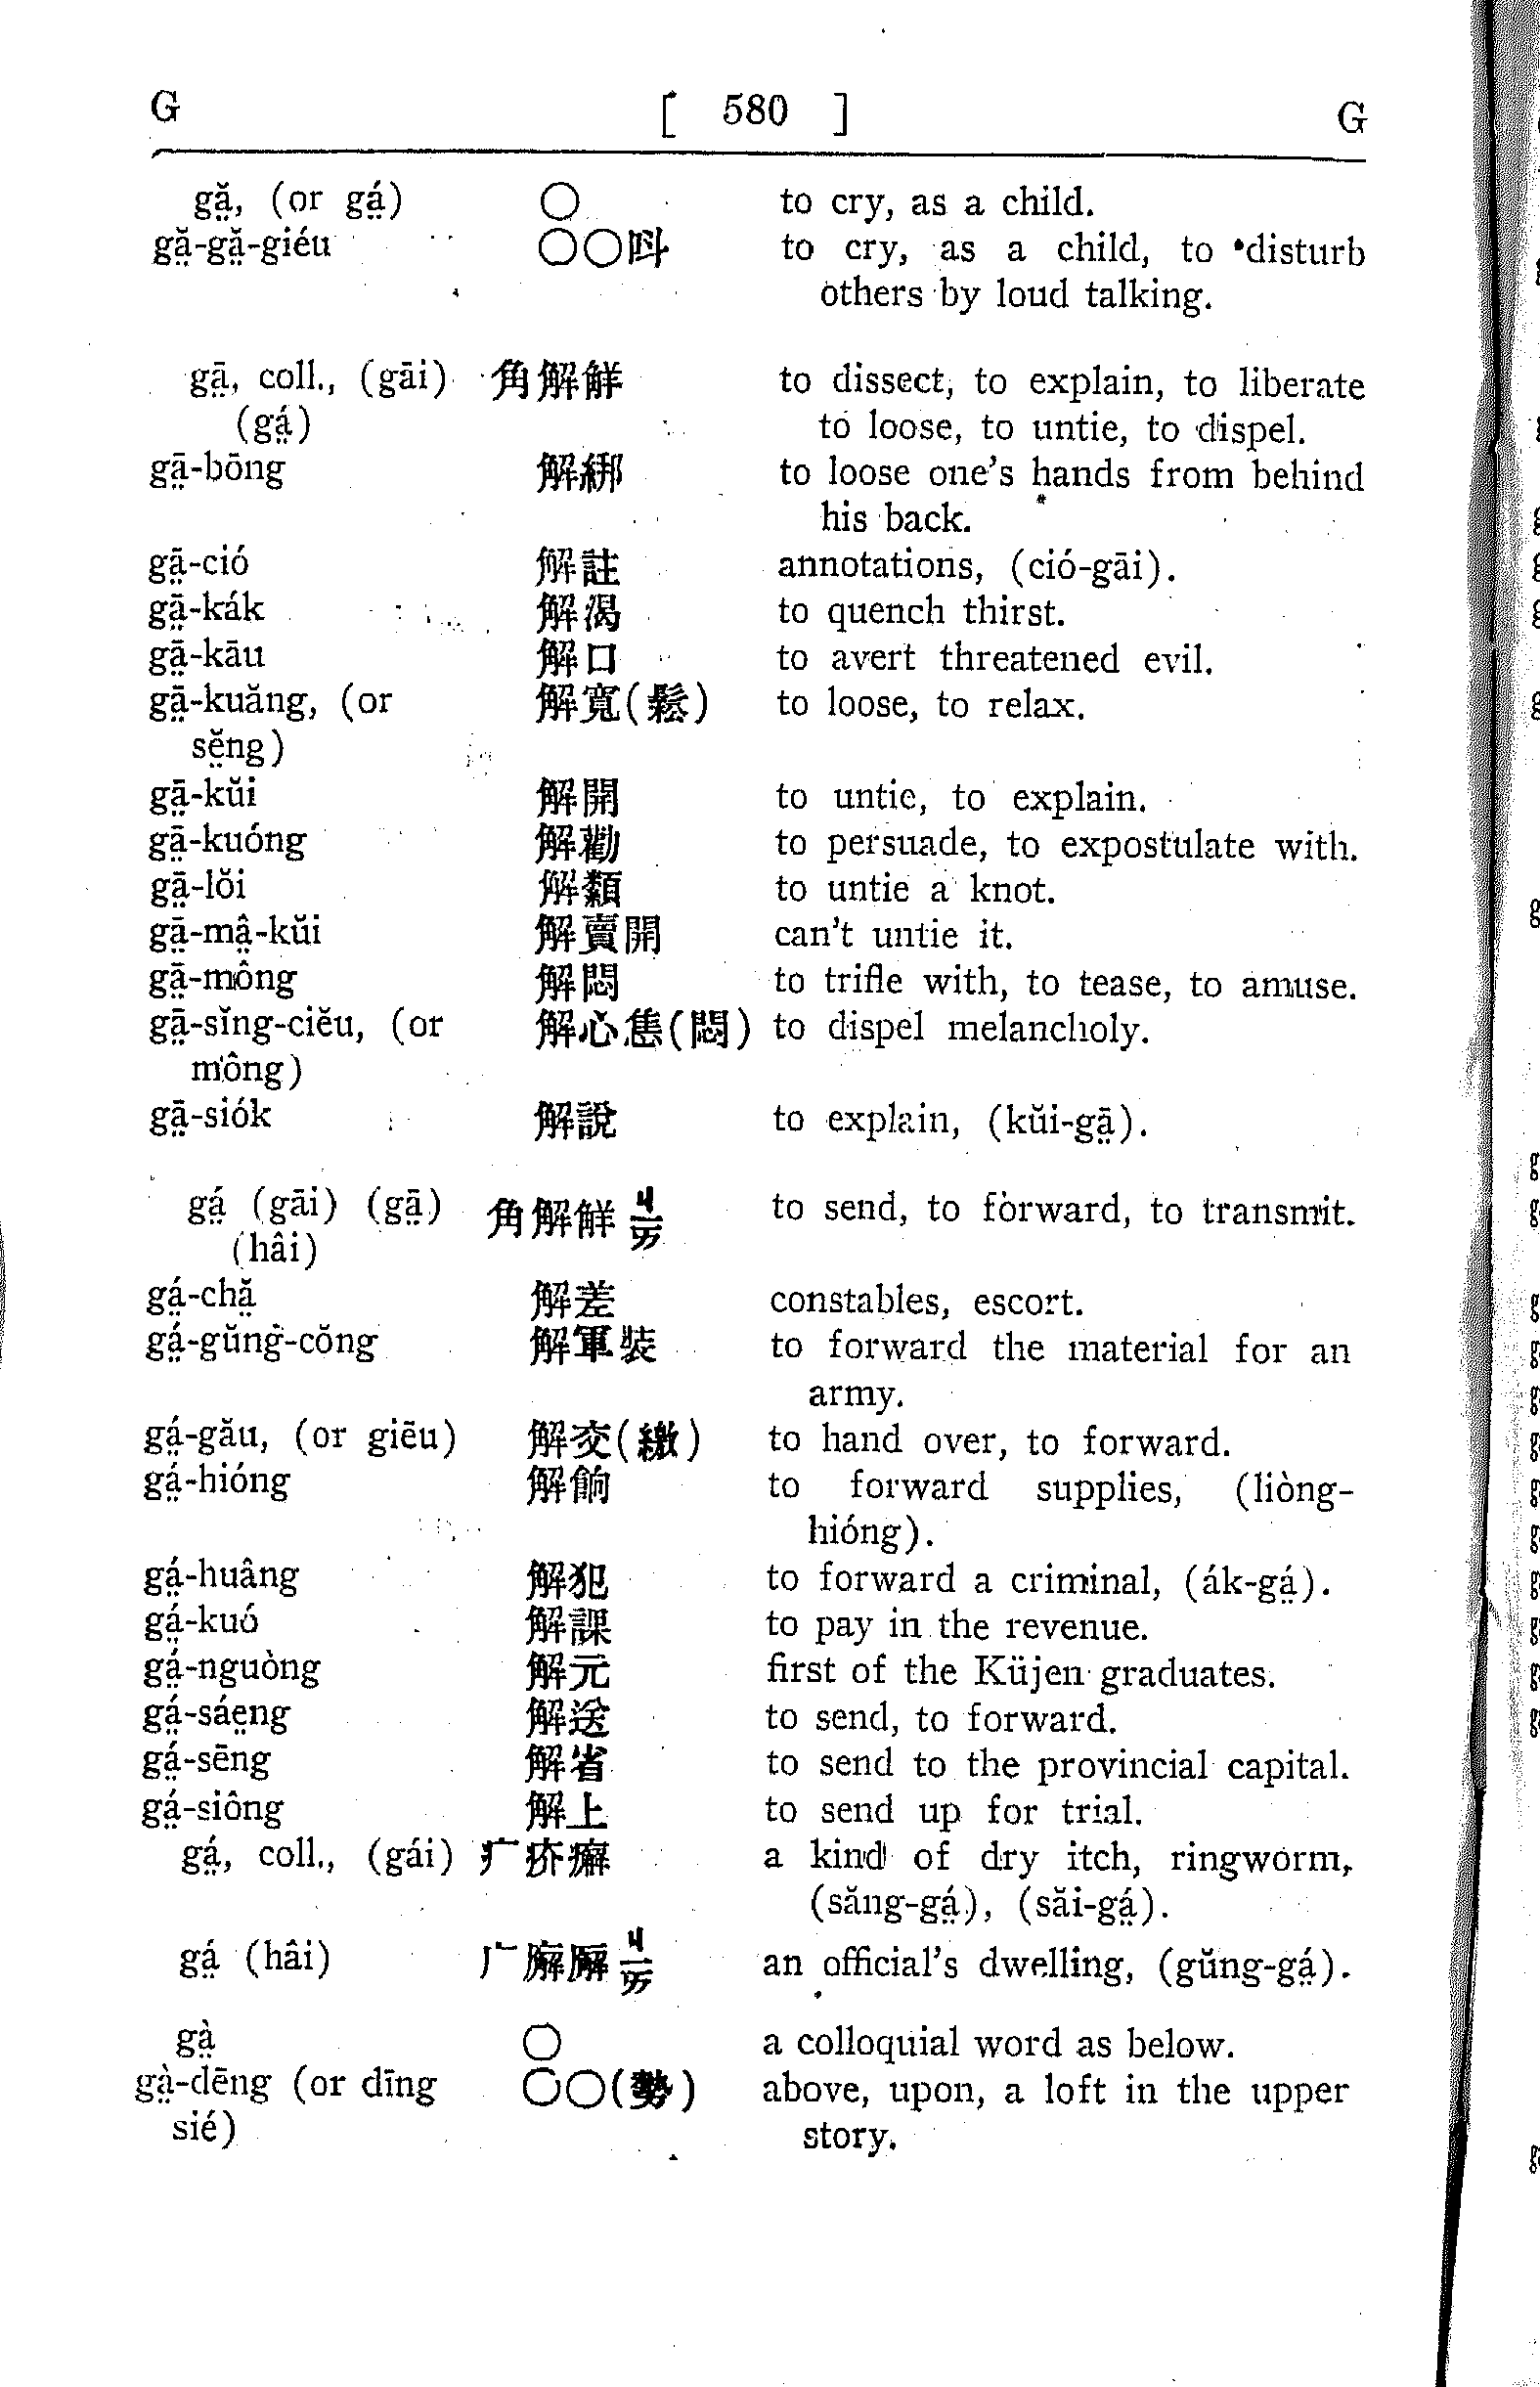 G [ 580 ] G
gă̤, (or gá̤) ○ to cry, as a child.
gă̤-gă̤-giéu ○○呌 to cry, as a child, to disturb
others by loud talking.
gā̤, coll., (gāi) 角解觧 to dissect, to explain, to liberate
(gá̤) to loose, to untie, to dispel.
gā̤-bōng 解綁 to loose one's hands from behind
his back.
gā̤-ció 解註 annotations, (ció-gāi).
gā̤-kák 解渴 to quench thirst.
gā̤-kāu 解口 to avert threatened evil.
gā̤-kuăng, (or 解寬(鬆) to loose, to relax.
sĕ̤ng)
gā̤-kŭi 解開 to untie, to explain.
gā̤-kuóng 解勸 to persuade, to expostulate with.
gā̤-lŏi 解纇 to untie a knot.
gā̤-mâ̤-kŭi 解賣開 can't untie it.
gā̤-mông 解悶 to trifle with, to tease, to amuse.
gā̤-sĭng-ciĕu, (or 解心焦(悶) to dispel melancholy.
mông)
gā̤-siók 解說 to explain, (kŭi-gā̤).
gá̤ (gāi) (gā̤) 角解觧 to send, to forward, to transmit.
(hâi)
gá̤-chă̤ 解差 constables, escort.
gá̤-gŭng-cŏng 解軍裝 to forward the material for an
army.
gá̤-gău, (or giēu) 解交(繳) to hand over, to forward.
gá̤-hióng 解餉 to forward supplies, (liòng-
hióng).
gá̤-huâng 解犯 to forward a criminal, (ák-gá̤).
gá̤-kuó 解課 to pay in the revenue.
gá̤-nguòng 解元 first of the Küjen graduates.
gá̤-sáe̤ng 解送 to send, to forward.
gá̤-sēng 解省 to send to the provincial capital.
gá̤-siông 解上 to send up for trial.
gá̤, coll., (gái) 疒疥癬 a kind of dry itch, ringworm,
(săng-gá̤), (săi-gá̤).
gá̤ (hâi) 广廨 an official's dwelling, (gŭng-gá̤).
gà̤ ○ a colloquial word as below.
gà̤-dēng (or dīng ○○(勢) above, upon, a loft in the upper
sié) story.